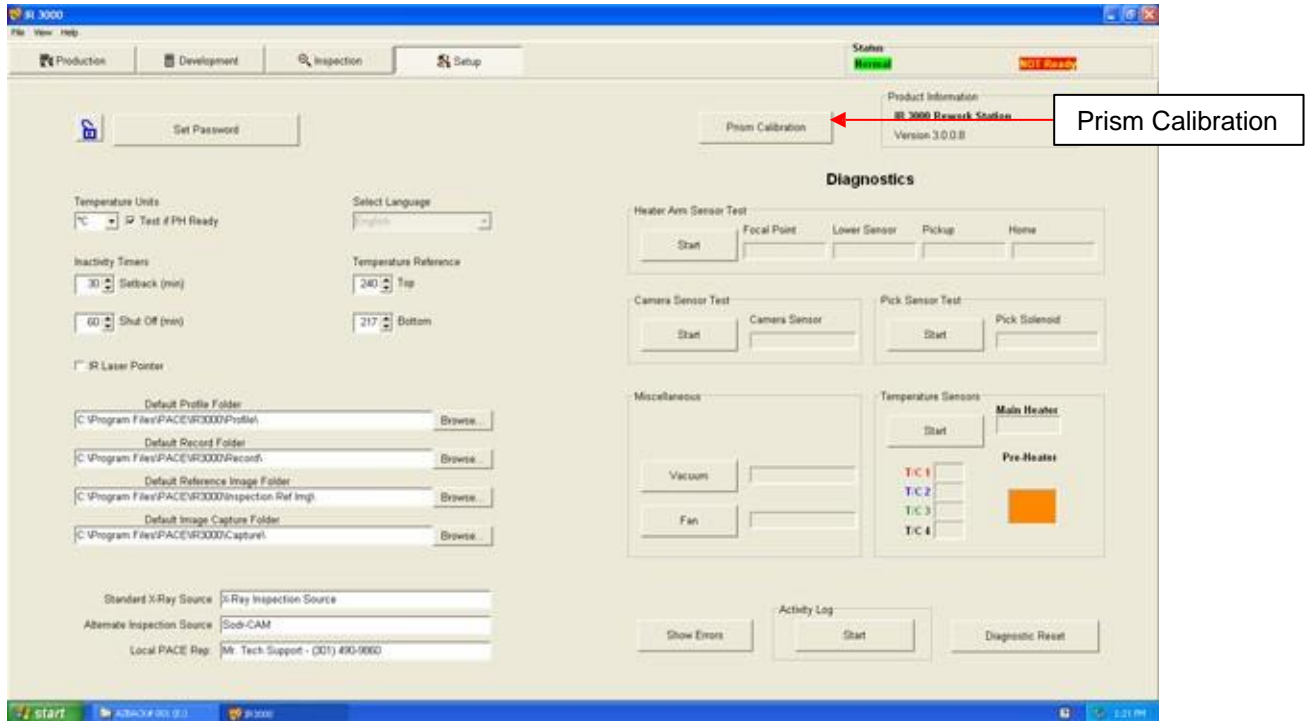 IR 3000
File View Help
Production Development Inspection Setup
Status
Normal NOT Ready
Set Password
Prism Calibration
Product Information
IR 3000 Rework Station
Version 3.0.0.8
Prism Calibration
Diagnostics
Temperature Units
°C Test if PH Ready
Select Language
English
Inactivity Timers
30 Setback (min)
60 Shut Off (min)
Temperature Reference
240 Top
217 Bottom
IR Laser Pointer
Default Profile Folder
C:\Program Files\PACE\IR3000\Profile\ Browse...
Default Record Folder
C:\Program Files\PACE\IR3000\Record\ Browse...
Default Reference Image Folder
C:\Program Files\PACE\IR3000\Inspection Ref Img\ Browse...
Default Image Capture Folder
C:\Program Files\PACE\IR3000\Capture\ Browse...
Standard X-Ray Source X-Ray Inspection Source
Alternate Inspection Source Sodr-CAM
Local PACE Rep: Mr. Tech Support - (301) 490-9860
Heater Arm Sensor Test
Start Focal Point Lower Sensor Pickup Home
Camera Sensor Test
Start Camera Sensor
Pick Sensor Test
Start Pick Solenoid
Miscellaneous
Vacuum
Fan
Temperature Sensors
Start Main Heater
Pre-Heater
T/C 1
T/C 2
T/C 3
T/C 4
Show Errors
Activity Log
Start
Diagnostic Reset
start IR3000